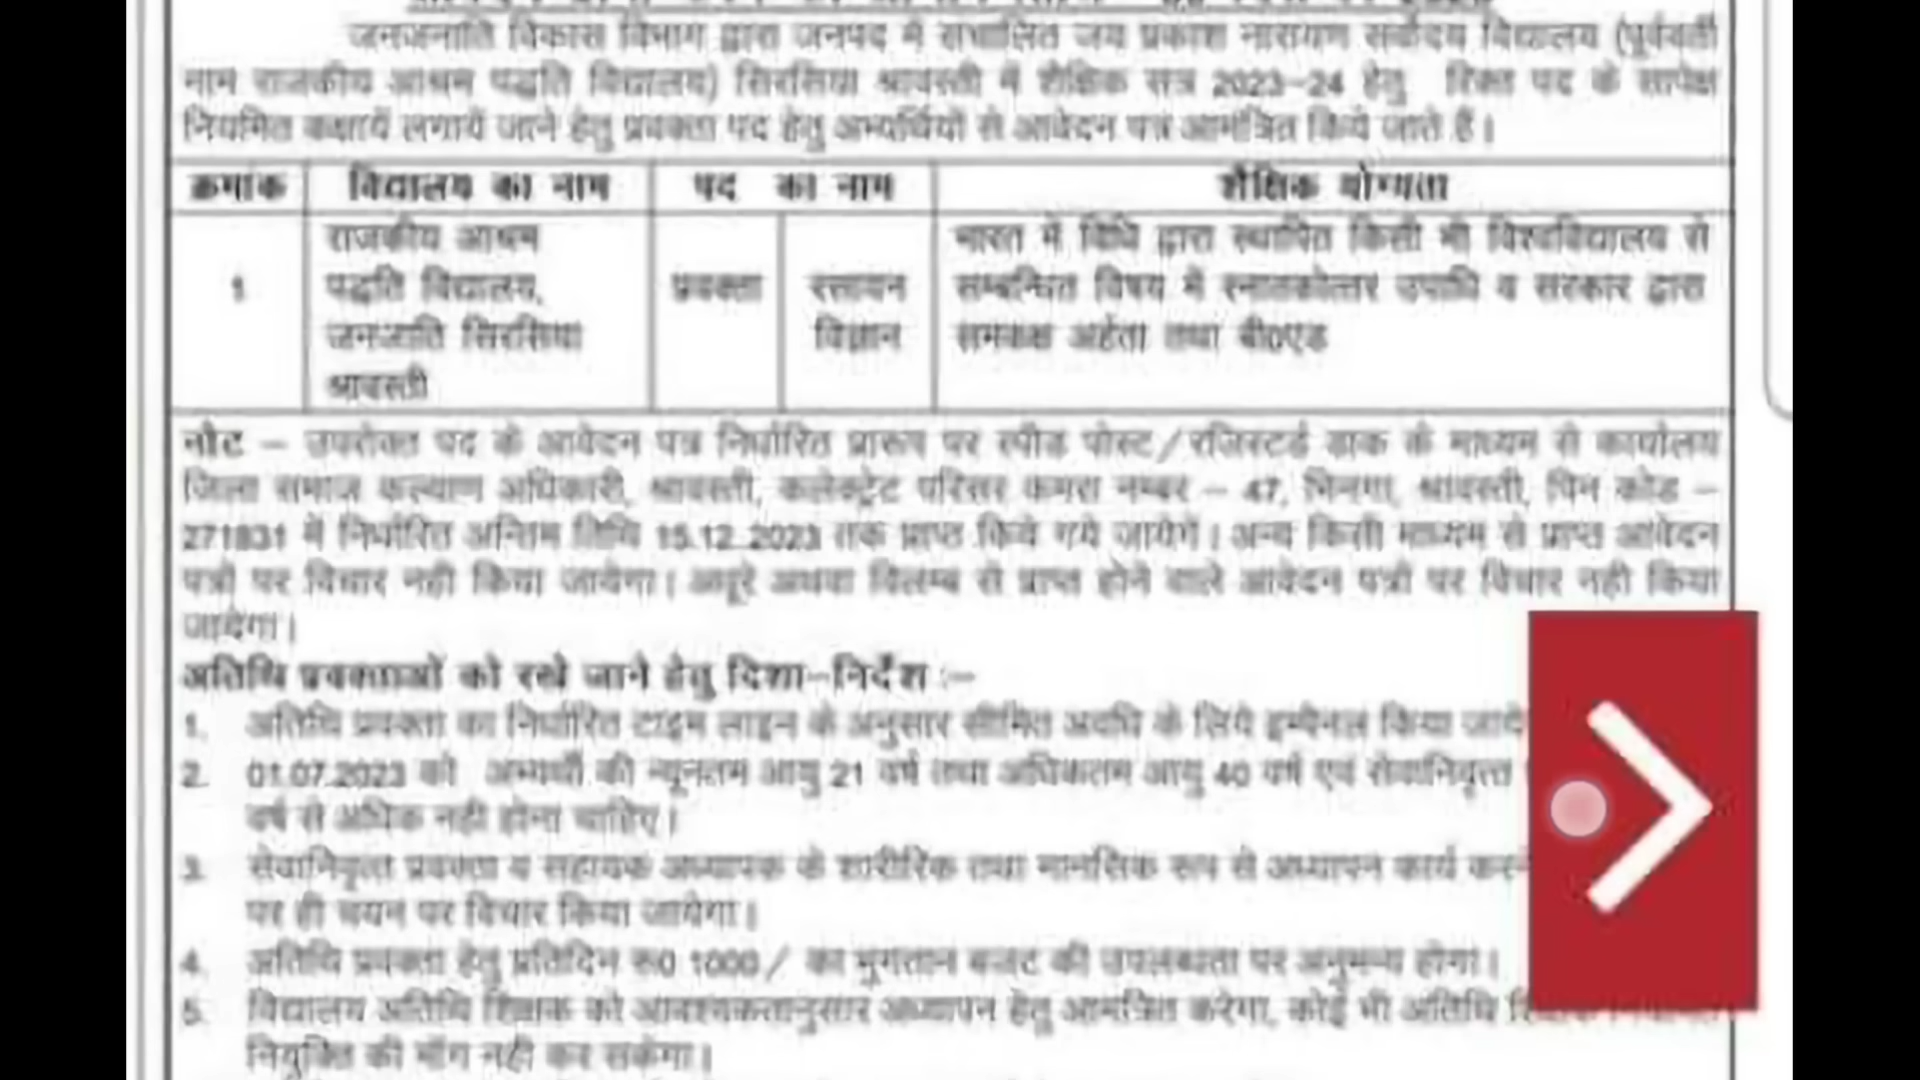 जनजनाति विकास विभाग द्वारा जनपद में संचालित जय प्रकाश नारायण सर्वोदय विद्यालय (पूर्ववर्ती
नाम राजकीय आश्रम पद्धति विद्यालय) सिरसिया श्रावस्ती में शैक्षिक सत्र 2023–24 हेतु रिक्त पद के सापेक्ष
नियमित कक्षायें लगायें जाने हेतु प्रवक्ता पद हेतु अभ्यर्थियों से आवेदन पत्र आमंत्रित किये जाते हैं।
क्रमांक विद्यालय का नाम पद का नाम शैक्षिक योग्यता
राजकीय आश्रम भारत में विधि द्वारा स्थापित किसी भी विश्वविद्यालय से
1 पद्धति विद्यालय, प्रवक्ता रसायन सम्बन्धित विषय में स्नातकोत्तर उपाधि व सरकार द्वारा
जनजाति सिरसिया विज्ञान समकक्ष अर्हता तथा बी0एड
श्रावस्ती
नोट – उपरोक्त पद के आवेदन पत्र निर्धारित प्रारूप पर स्पीड पोस्ट/रजिस्टर्ड डाक के माध्यम से कार्यालय
जिला समाज कल्याण अधिकारी, श्रावस्ती, कलेक्ट्रेट परिसर कमरा नम्बर – 47, भिनगा, श्रावस्ती, पिन कोड –
271831 में निर्धारित अन्तिम तिथि 15.12.2023 तक प्राप्त किये गये जायेगें। अन्य किसी माध्यम से प्राप्त आवेदन
पत्रों पर विचार नही किया जायेगा। अधूरे अथवा विलम्ब से प्राप्त होने वाले आवेदन पत्रों पर विचार नही किया
जायेगा।
अतिथि प्रवक्ताओं को रखे जाने हेतु दिशा–निर्देश :–
1. अतिथि प्रवक्ता का निर्धारित टाइम लाइन के अनुसार सीमित अवधि के लिये इम्पैनल किया
2. 01.07.2023 को अभ्यर्थी की न्यूनतम आयु 21 वर्ष तथा अधिकतम आयु 40 वर्ष एवं सेवानिवृत्त
वर्ष से अधिक नही होना चाहिए।
3. सेवानिवृत्त प्रवक्ता व सहायक अध्यापक के शारीरिक तथा मानसिक रूप से अध्यापन कार्य
पर ही चयन पर विचार किया जायेगा।
4. अतिथि प्रवक्ता हेतु प्रतिदिन रू0 1000/ का भुगतान बजट की उपलब्धता पर अनुमन्य होगा।
5. विद्यालय अतिथि शिक्षक को आवश्यकतानुसार अध्यापन हेतु आमंत्रित करेगा, कोई भी अतिथि
नियुक्ति की मॉग नही कर सकेगा।